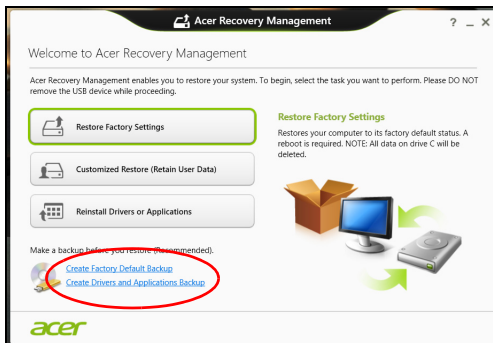 Acer Recovery Management
? _ X
Welcome to Acer Recovery Management
Acer Recovery Management enables you to restore your system. To begin, select the task you want to perform. Please DO NOT
remove the USB device while proceeding.
Restore Factory Settings
Customized Restore (Retain User Data)
Reinstall Drivers or Applications
Restore Factory Settings
Restores your computer to its factory default status. A
reboot is required. NOTE: All data on drive C will be
deleted.
Make a backup before you restore (Recommended).
Create Factory Default Backup
Create Drivers and Applications Backup
acer